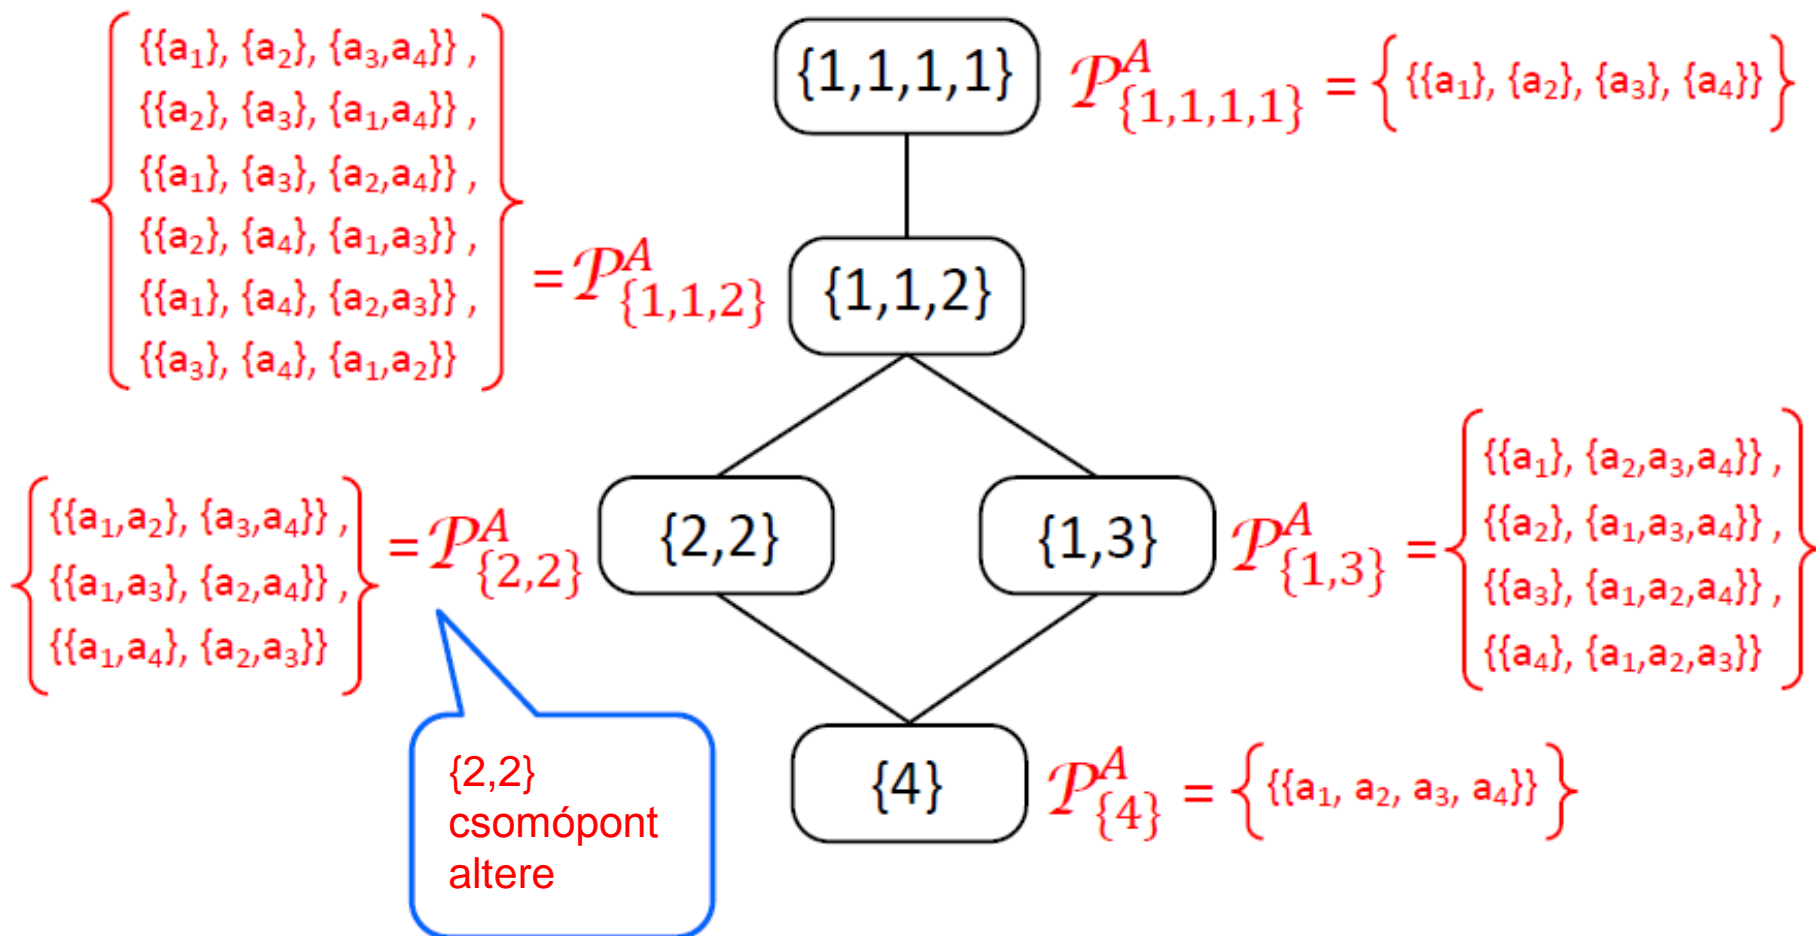 {{a₁}, {a₂}, {a₃,a₄}} ,
{{a₂}, {a₃}, {a₁,a₄}} ,
{{a₁}, {a₃}, {a₂,a₄}} ,
{{a₂}, {a₄}, {a₁,a₃}} ,
{{a₁}, {a₄}, {a₂,a₃}} ,
{{a₃}, {a₄}, {a₁,a₂}}
= 𝒫^A_{1,1,2}
{1,1,1,1}
𝒫^A_{1,1,1,1} = { {{a₁}, {a₂}, {a₃}, {a₄}} }
{1,1,2}
{{a₁,a₂}, {a₃,a₄}} ,
{{a₁,a₃}, {a₂,a₄}} ,
{{a₁,a₄}, {a₂,a₃}}
= 𝒫^A_{2,2}
{2,2}
{1,3}
𝒫^A_{1,3} =
{{a₁}, {a₂,a₃,a₄}} ,
{{a₂}, {a₁,a₃,a₄}} ,
{{a₃}, {a₁,a₂,a₄}} ,
{{a₄}, {a₁,a₂,a₃}}
{2,2}
csomópont
altere
{4}
𝒫^A_{4} = { {{a₁, a₂, a₃, a₄}} }